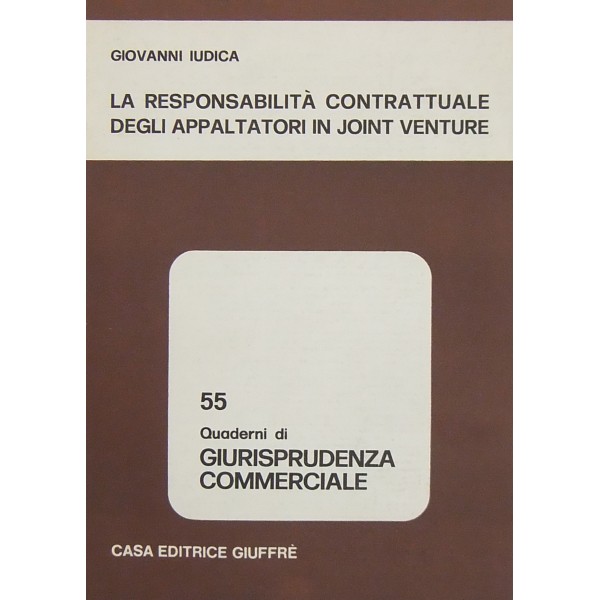 GIOVANNI IUDICA
LA RESPONSABILITÀ CONTRATTUALE
DEGLI APPALTATORI IN JOINT VENTURE
55
Quaderni di
GIURISPRUDENZA
COMMERCIALE
CASA EDITRICE GIUFFRÈ